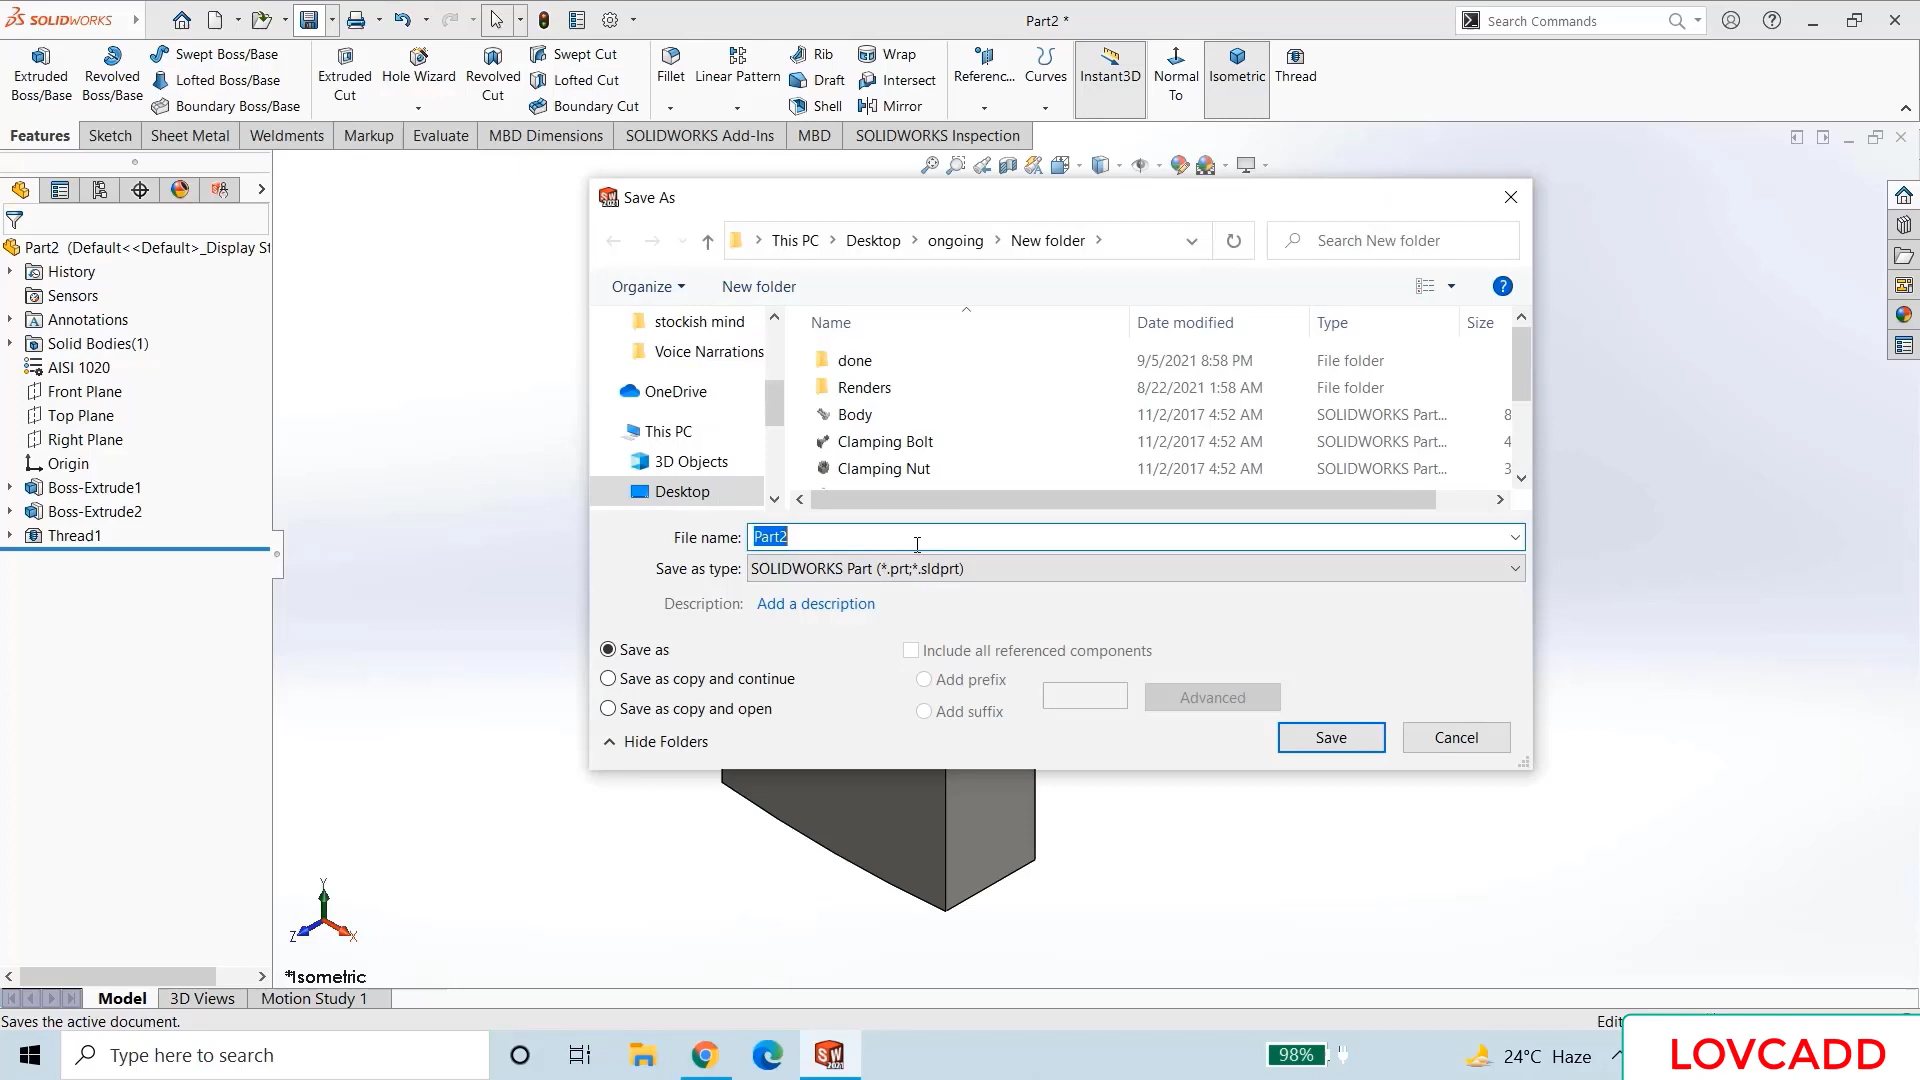 SOLIDWORKS
Part2 *
Search Commands
Extruded Boss/Base
Revolved Boss/Base
Swept Boss/Base
Lofted Boss/Base
Boundary Boss/Base
Extruded Cut
Hole Wizard
Revolved Cut
Swept Cut
Lofted Cut
Boundary Cut
Fillet
Linear Pattern
Rib
Draft
Shell
Wrap
Intersect
Mirror
Referenc...
Curves
Instant3D
Normal To
Isometric
Thread
Features
Sketch
Sheet Metal
Weldments
Markup
Evaluate
MBD Dimensions
SOLIDWORKS Add-Ins
MBD
SOLIDWORKS Inspection
Part2 (Default<<Default>_Display St
History
Sensors
Annotations
Solid Bodies(1)
AISI 1020
Front Plane
Top Plane
Right Plane
Origin
Boss-Extrude1
Boss-Extrude2
Thread1
Save As
This PC > Desktop > ongoing > New folder >
Search New folder
Organize
New folder
stockish mind
Voice Narrations
OneDrive
This PC
3D Objects
Desktop
Name Date modified Type Size
done 9/5/2021 8:58 PM File folder
Renders 8/22/2021 1:58 AM File folder
Body 11/2/2017 4:52 AM SOLIDWORKS Part... 8
Clamping Bolt 11/2/2017 4:52 AM SOLIDWORKS Part... 4
Clamping Nut 11/2/2017 4:52 AM SOLIDWORKS Part... 3
File name: Part2
Save as type: SOLIDWORKS Part (*.prt;*.sldprt)
Description: Add a description
Save as
Save as copy and continue
Save as copy and open
Include all referenced components
Add prefix
Add suffix
Advanced
Hide Folders
Save
Cancel
Y
Z
X
*Isometric
Model
3D Views
Motion Study 1
Saves the active document.
Edit
Type here to search
98%
24°C Haze
LOVCADD